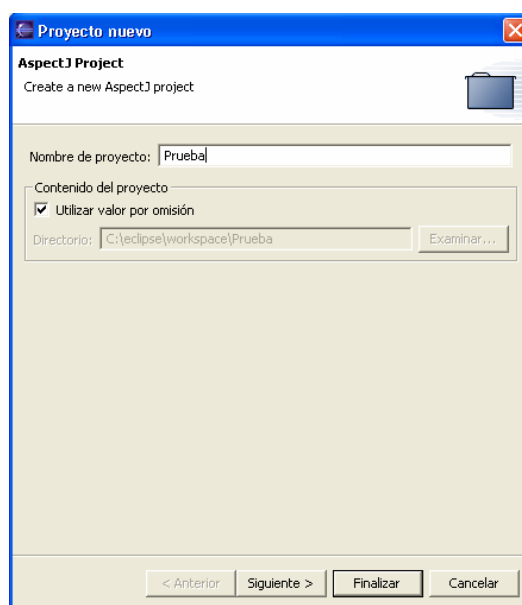 Proyecto nuevo
AspectJ Project
Create a new AspectJ project
Nombre de proyecto: Prueba
Contenido del proyecto
Utilizar valor por omisión
Directorio: C:\eclipse\workspace\Prueba Examinar...
< Anterior Siguiente > Finalizar Cancelar